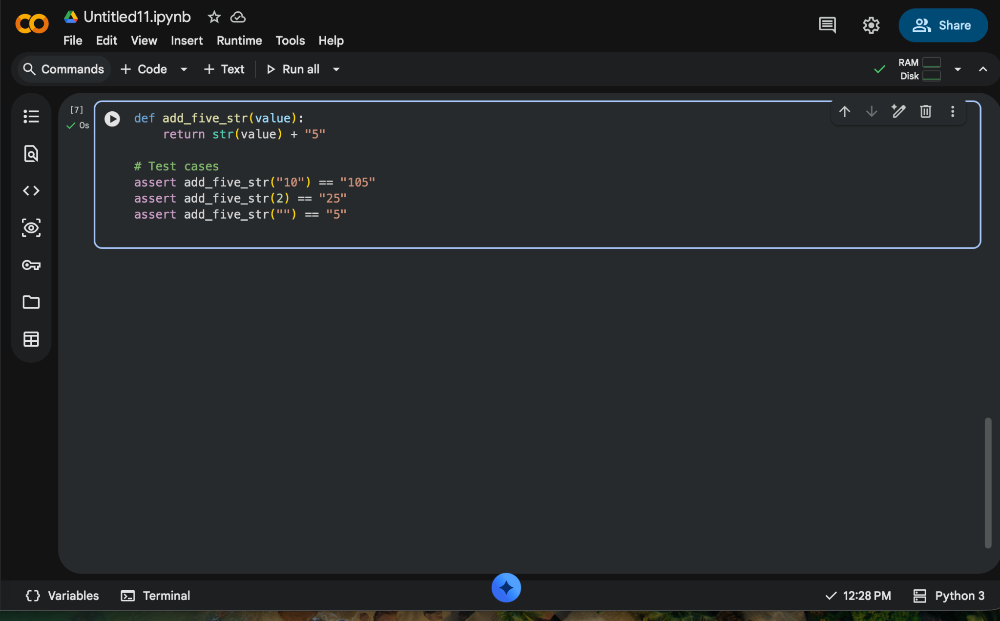 Untitled11.ipynb
File Edit View Insert Runtime Tools Help
Share
Commands + Code + Text Run all
RAM
Disk
[7]
0s
def add_five_str(value):
    return str(value) + "5"

# Test cases
assert add_five_str("10") == "105"
assert add_five_str(2) == "25"
assert add_five_str("") == "5"
{} Variables Terminal
12:28 PM Python 3